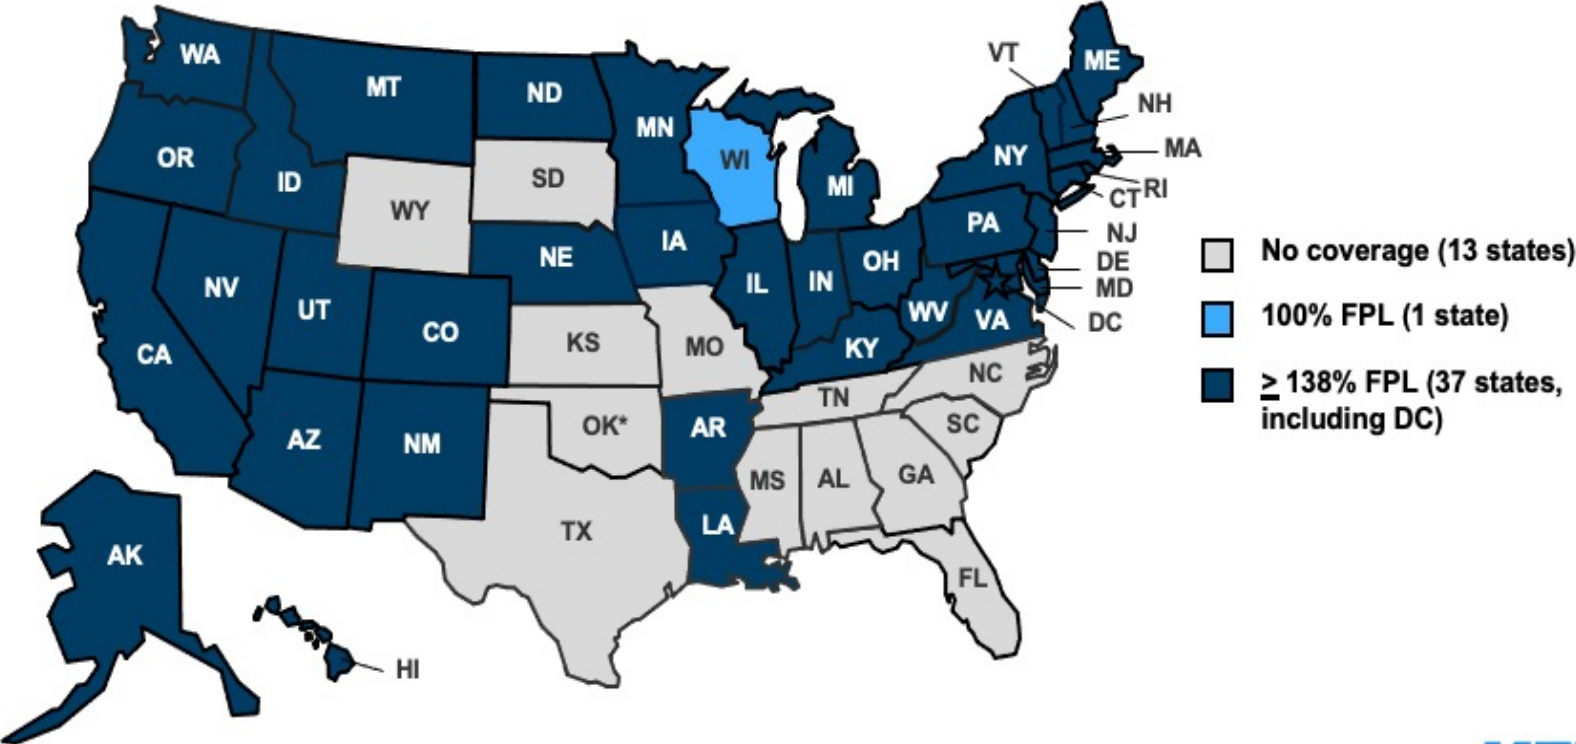 WA
MT
ND
MN
VT
ME
NH
OR
ID
WY
SD
WI
MI
NY
MA
RI
CT
NV
UT
CO
NE
IA
IL
IN
OH
PA
NJ
DE
MD
DC
WV
VA
CA
KS
MO
KY
AZ
NM
OK*
AR
TN
NC
SC
TX
LA
MS
AL
GA
FL
AK
HI
No coverage (13 states)
100% FPL (1 state)
≥ 138% FPL (37 states,
including DC)